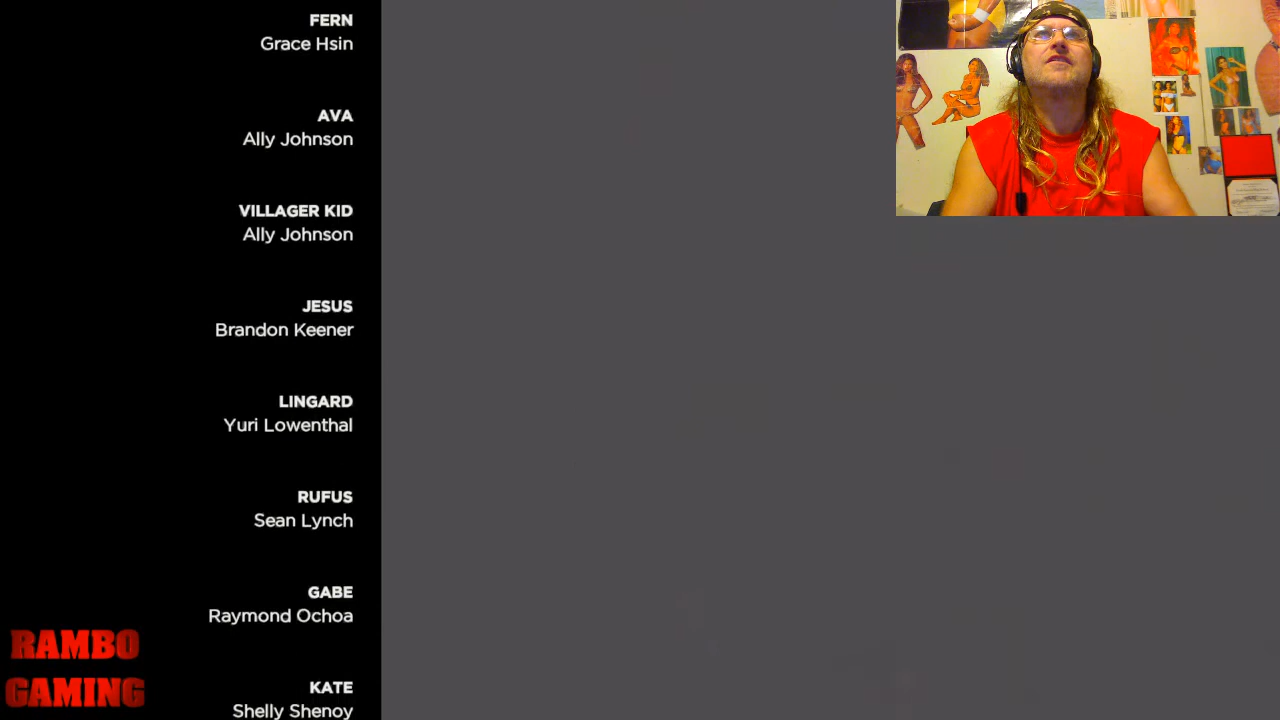 FERN
Grace Hsin
AVA
Ally Johnson
VILLAGER KID
Ally Johnson
JESUS
Brandon Keener
LINGARD
Yuri Lowenthal
RUFUS
Sean Lynch
GABE
Raymond Ochoa
KATE
Shelly Shenoy
RAMBO
GAMING